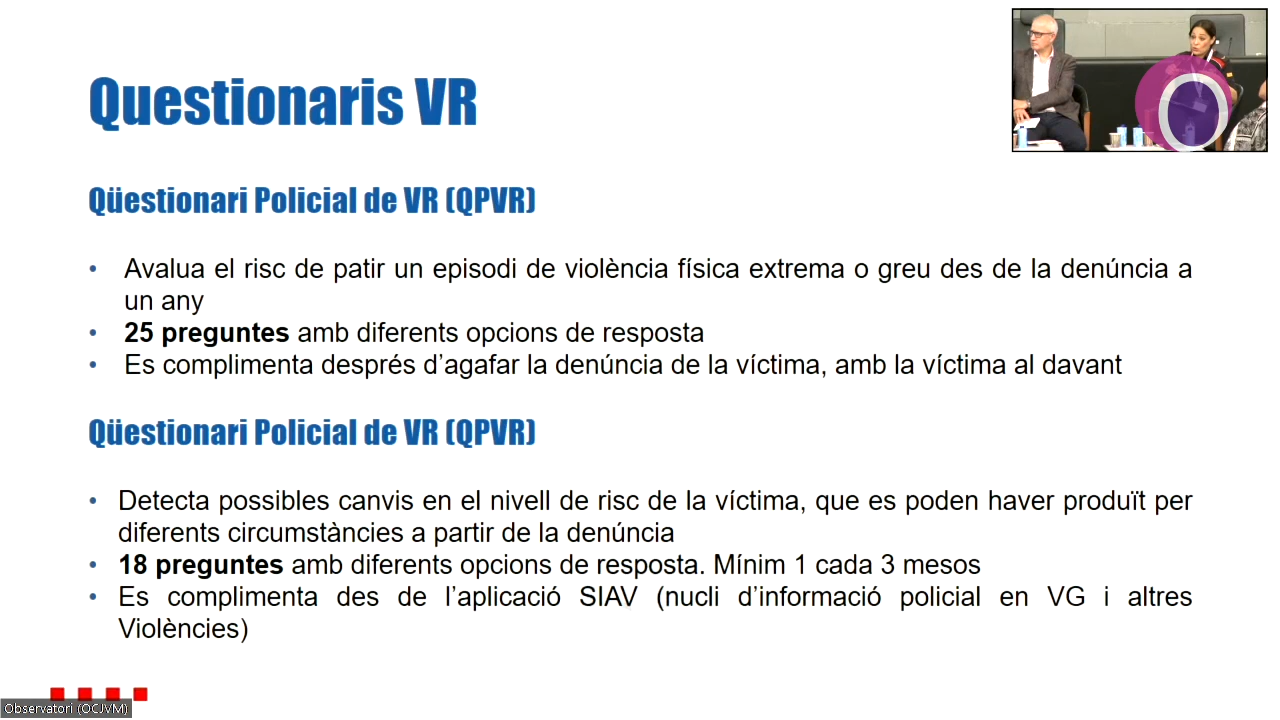 Questionaris VR
Qüestionari Policial de VR (QPVR)
• Avalua el risc de patir un episodi de violència física extrema o greu des de la denúncia a
un any
• 25 preguntes amb diferents opcions de resposta
• Es complimenta després d’agafar la denúncia de la víctima, amb la víctima al davant
Qüestionari Policial de VR (QPVR)
• Detecta possibles canvis en el nivell de risc de la víctima, que es poden haver produït per
diferents circumstàncies a partir de la denúncia
• 18 preguntes amb diferents opcions de resposta. Mínim 1 cada 3 mesos
• Es complimenta des de l’aplicació SIAV (nucli d’informació policial en VG i altres
Violències)
Observatori (OCJVM)